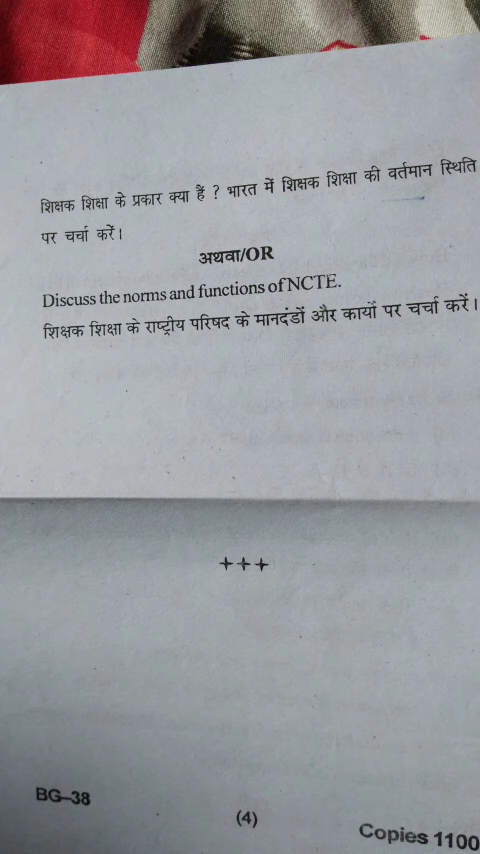 शिक्षक शिक्षा के प्रकार क्या हैं ? भारत में शिक्षक शिक्षा की वर्तमान स्थिति
पर चर्चा करें।
अथवा/OR
Discuss the norms and functions of NCTE.
शिक्षक शिक्षा के राष्ट्रीय परिषद के मानदंडों और कार्यों पर चर्चा करें।
+++
BG–38
(4)
Copies 1100